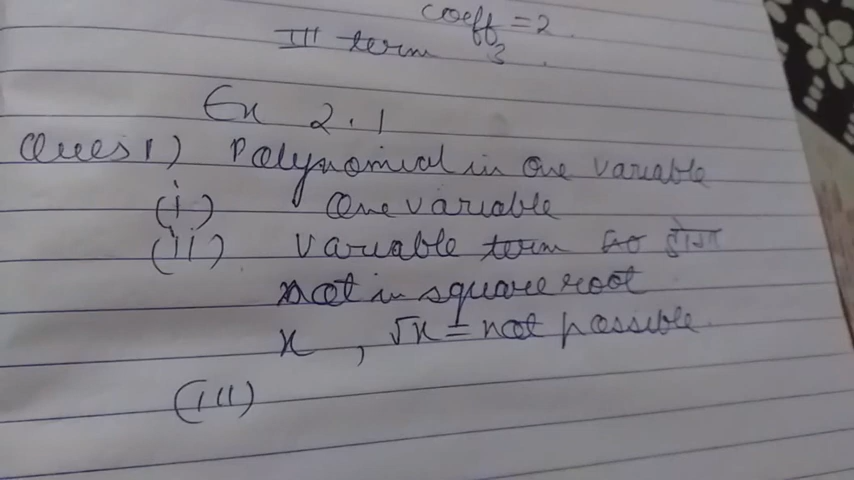 coeff = 2
III term 3
Ex 2.1
Ques 1) Polynomial in one variable
(i) One variable
(ii) Variable term
not in square root
x , √x = not possible
(iii)